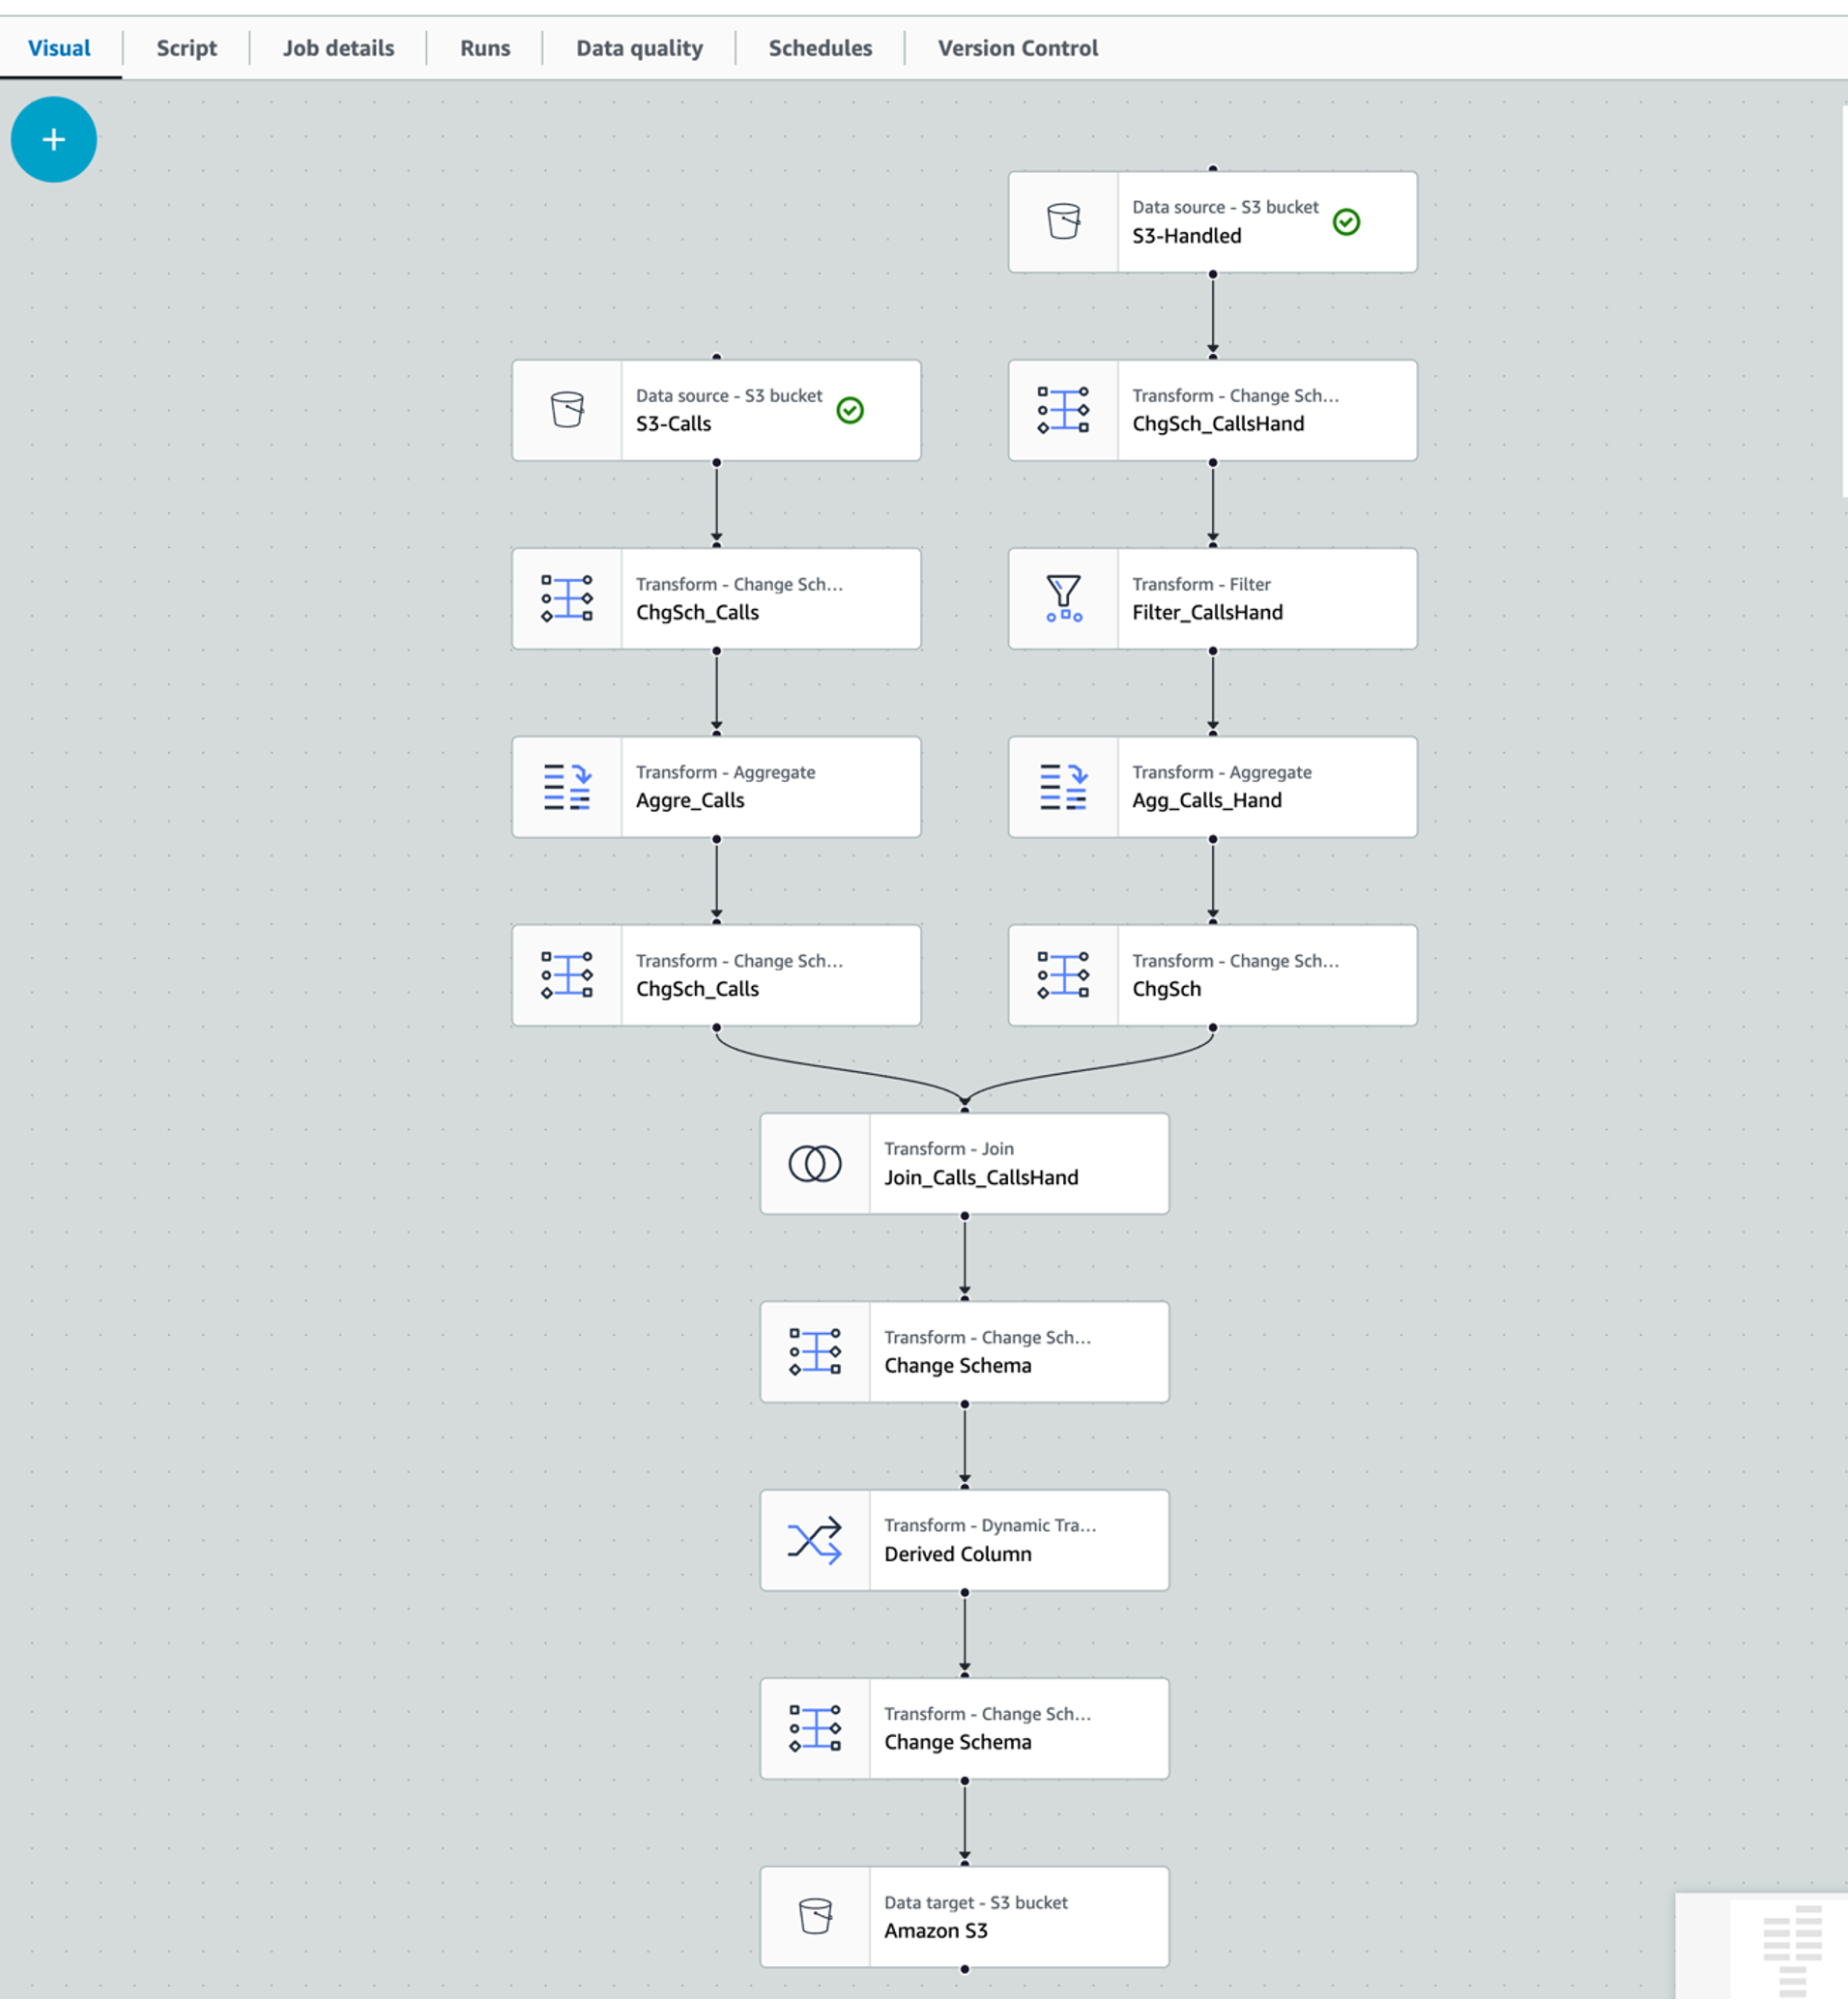 Visual
Script
Job details
Runs
Data quality
Schedules
Version Control
+
Data source - S3 bucket
S3-Handled
Data source - S3 bucket
S3-Calls
Transform - Change Sch...
ChgSch_CallsHand
Transform - Change Sch...
ChgSch_Calls
Transform - Filter
Filter_CallsHand
Transform - Aggregate
Aggre_Calls
Transform - Aggregate
Agg_Calls_Hand
Transform - Change Sch...
ChgSch_Calls
Transform - Change Sch...
ChgSch
Transform - Join
Join_Calls_CallsHand
Transform - Change Sch...
Change Schema
Transform - Dynamic Tra...
Derived Column
Transform - Change Sch...
Change Schema
Data target - S3 bucket
Amazon S3